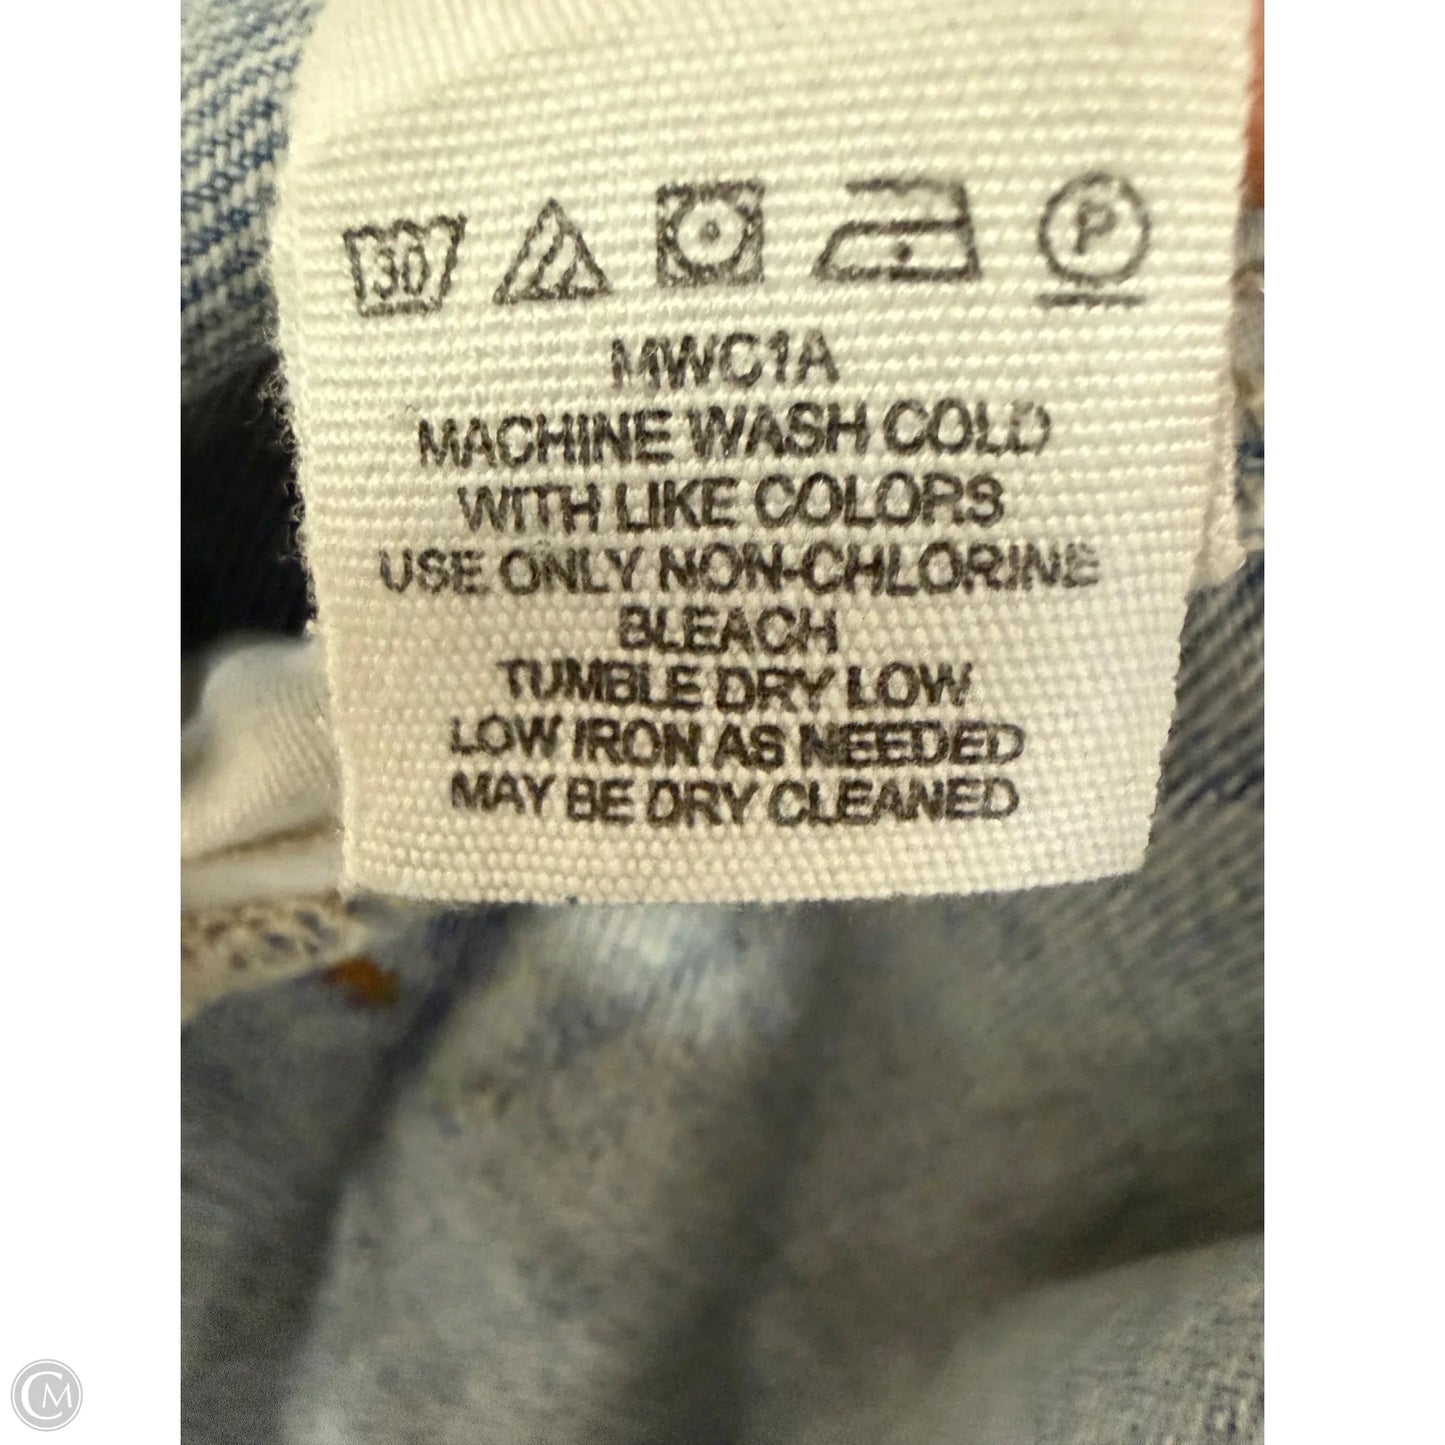 30 P
MWC1A
MACHINE WASH COLD
WITH LIKE COLORS
USE ONLY NON-CHLORINE
BLEACH
TUMBLE DRY LOW
LOW IRON AS NEEDED
MAY BE DRY CLEANED
CM